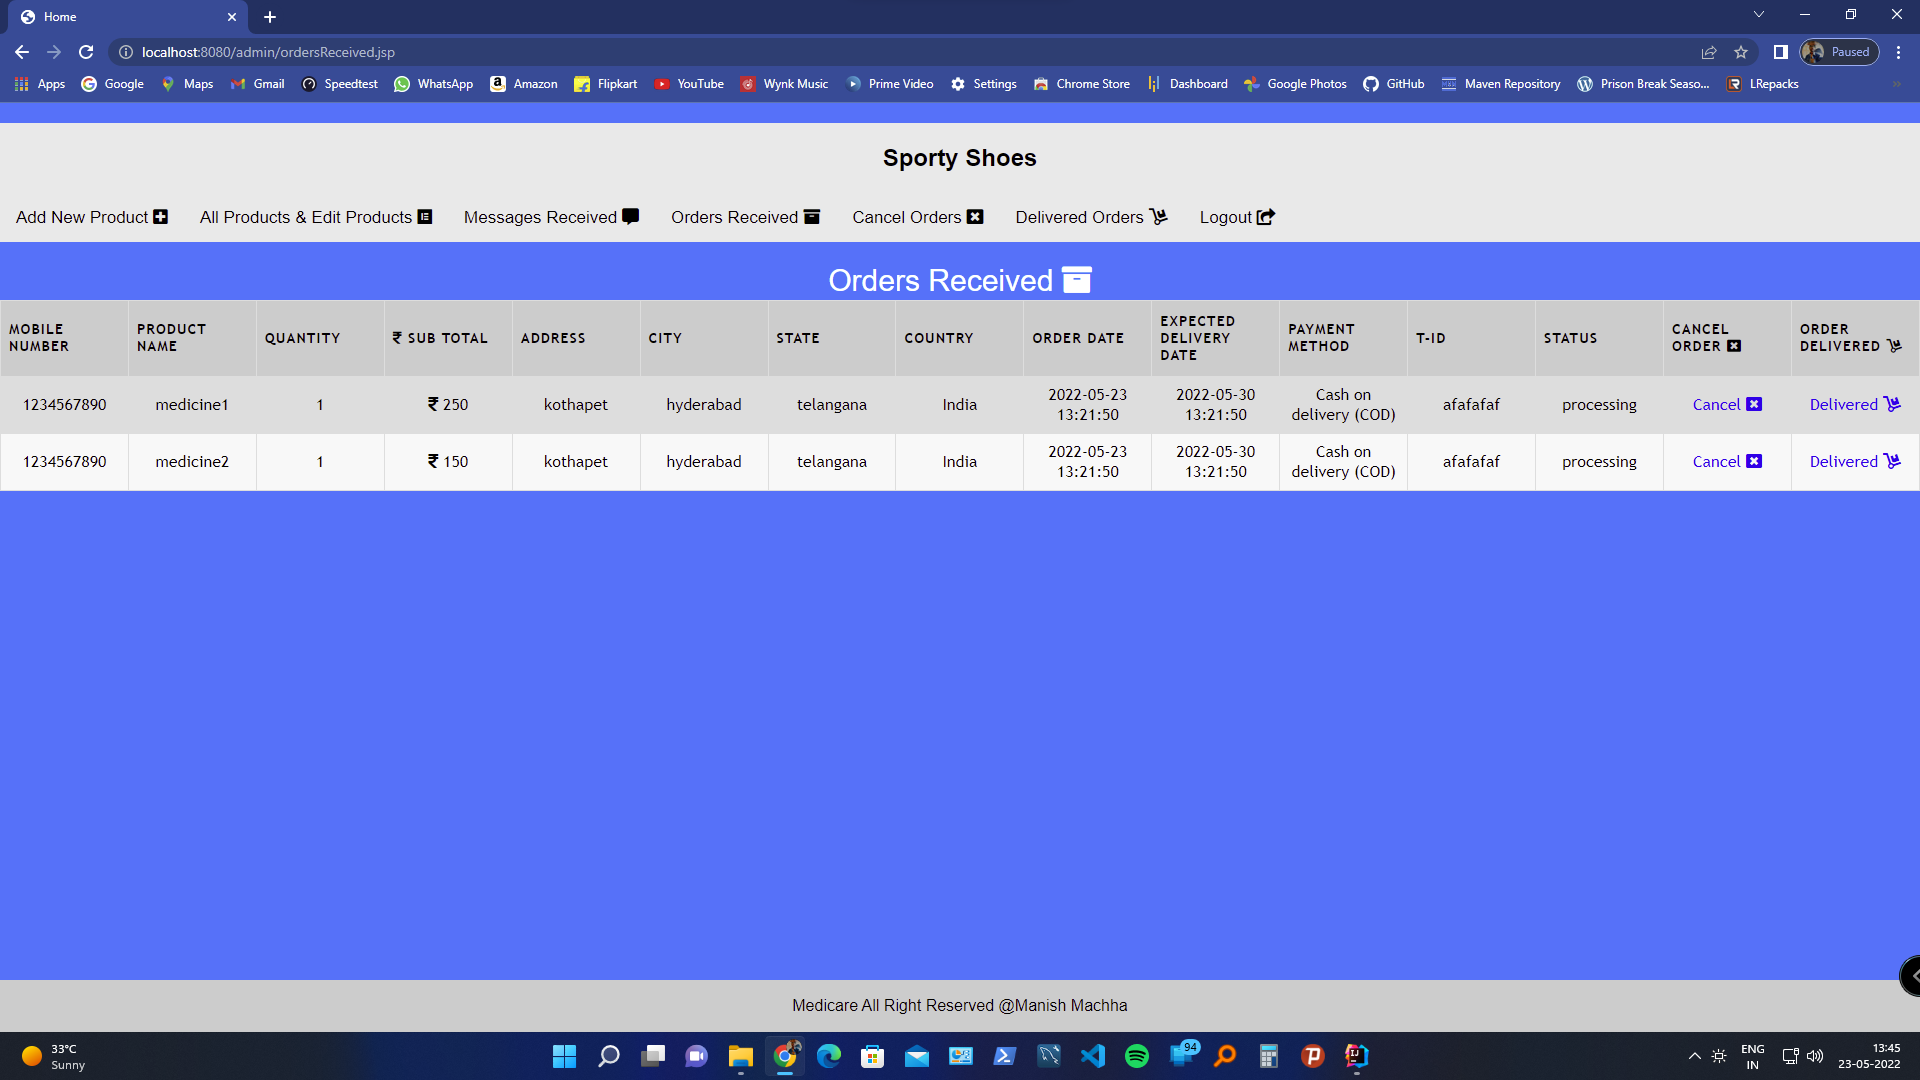 Home
localhost:8080/admin/ordersReceived.jsp
Paused
Apps Google Maps Gmail Speedtest WhatsApp Amazon Flipkart YouTube Wynk Music Prime Video Settings Chrome Store Dashboard Google Photos GitHub Maven Repository Prison Break Seaso... LRepacks
Sporty Shoes
Add New Product All Products & Edit Products Messages Received Orders Received Cancel Orders Delivered Orders Logout
Orders Received
MOBILE NUMBER PRODUCT NAME QUANTITY ₹ SUB TOTAL ADDRESS CITY STATE COUNTRY ORDER DATE EXPECTED DELIVERY DATE PAYMENT METHOD T-ID STATUS CANCEL ORDER ORDER DELIVERED
1234567890 medicine1 1 ₹ 250 kothapet hyderabad telangana India 2022-05-23 13:21:50 2022-05-30 13:21:50 Cash on delivery (COD) afafafaf processing Cancel Delivered
1234567890 medicine2 1 ₹ 150 kothapet hyderabad telangana India 2022-05-23 13:21:50 2022-05-30 13:21:50 Cash on delivery (COD) afafafaf processing Cancel Delivered
Medicare All Right Reserved @Manish Machha
33°C
Sunny
94
ENG
IN
13:45
23-05-2022